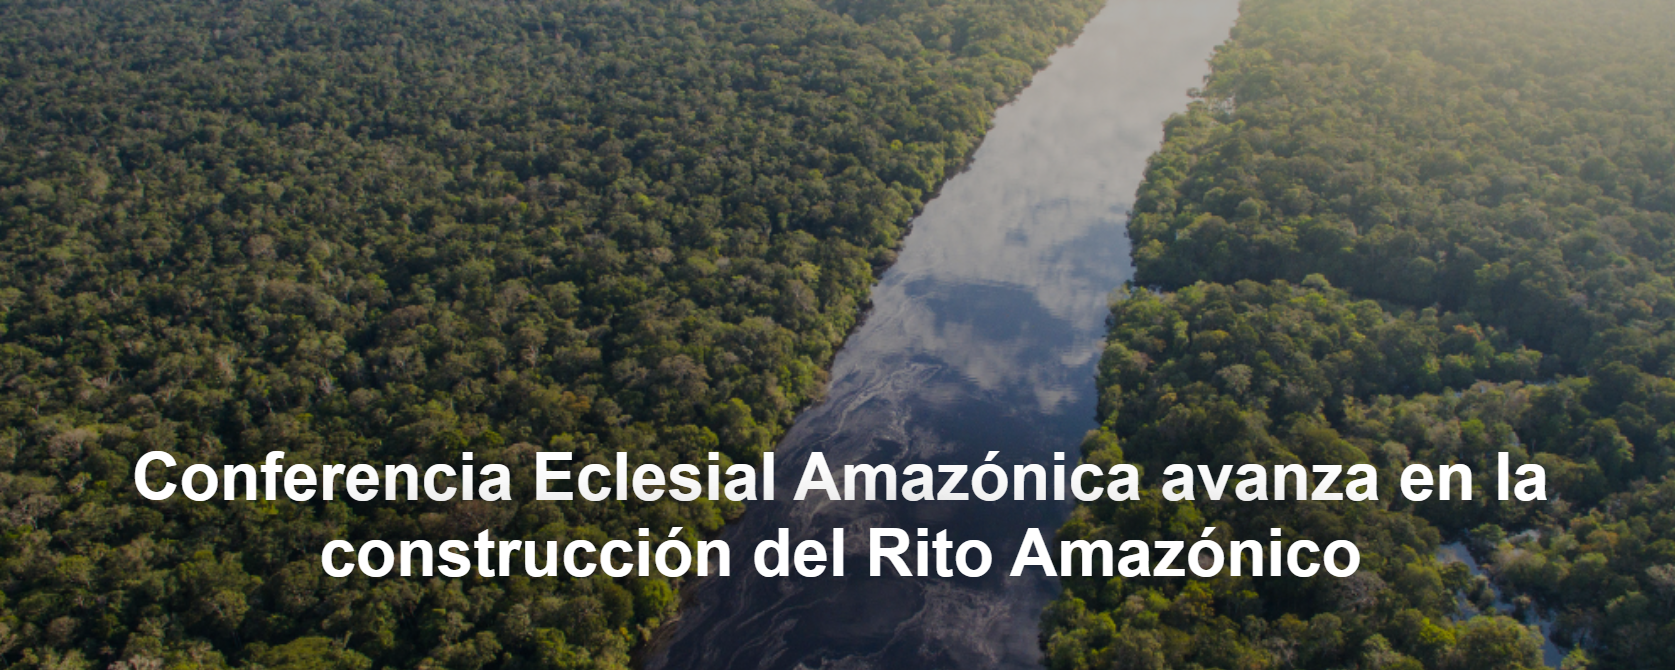 Conferencia Eclesial Amazónica avanza en la
construcción del Rito Amazónico